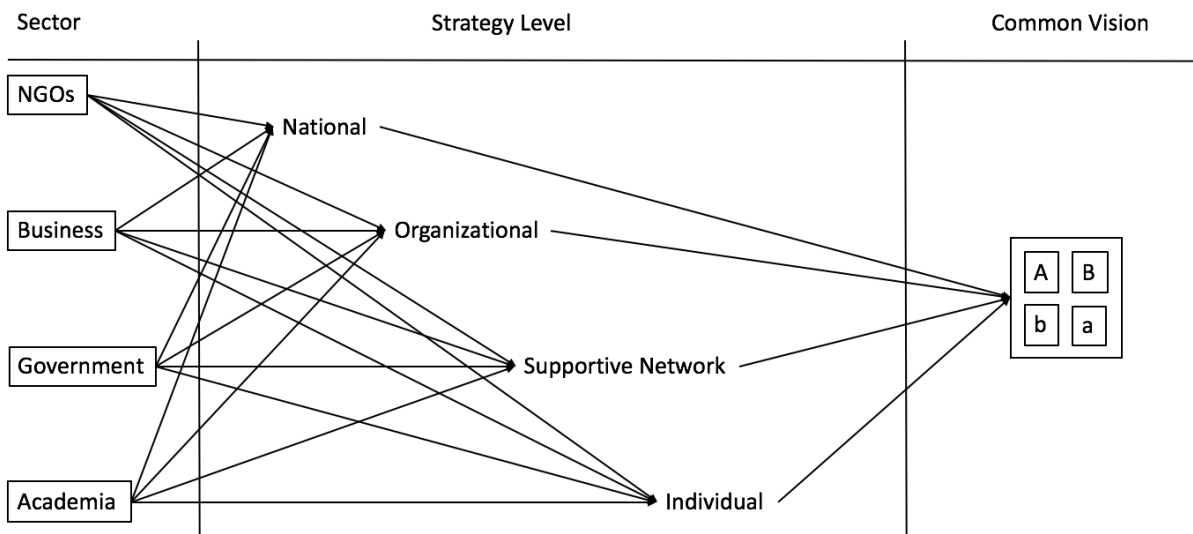 Sector
Strategy Level
Common Vision
NGOs
National
Business
Organizational
A B
b a
Government
Supportive Network
Academia
Individual